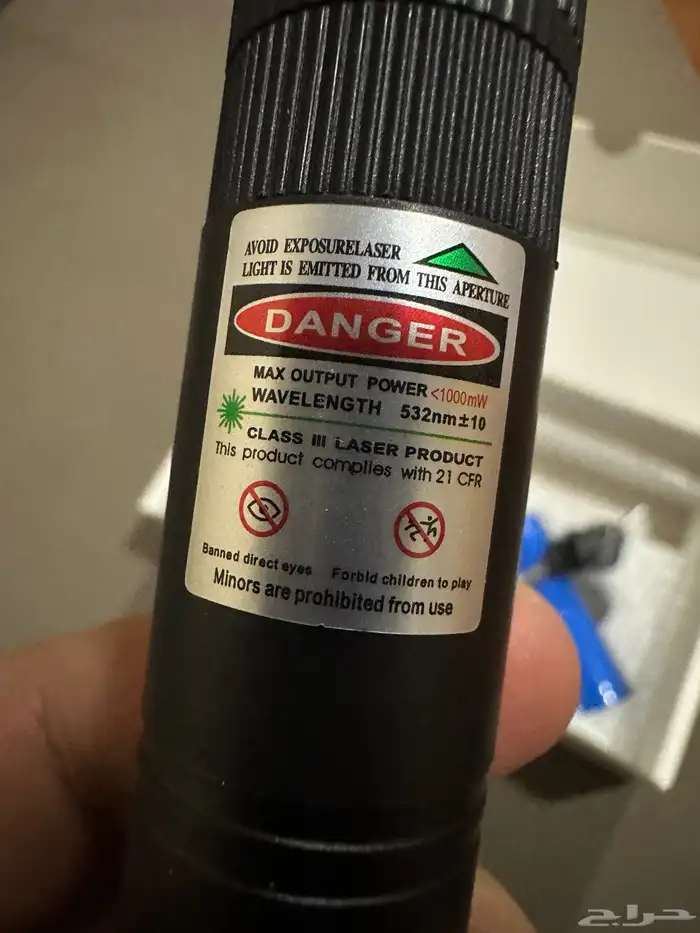 AVOID EXPOSURELASER
LIGHT IS EMITTED FROM THIS APERTURE
DANGER
MAX OUTPUT POWER <1000mW
WAVELENGTH 532nm±10
CLASS III LASER PRODUCT
This product complies with 21 CFR
Banned direct eyes Forbid children to play
Minors are prohibited from use
حراج